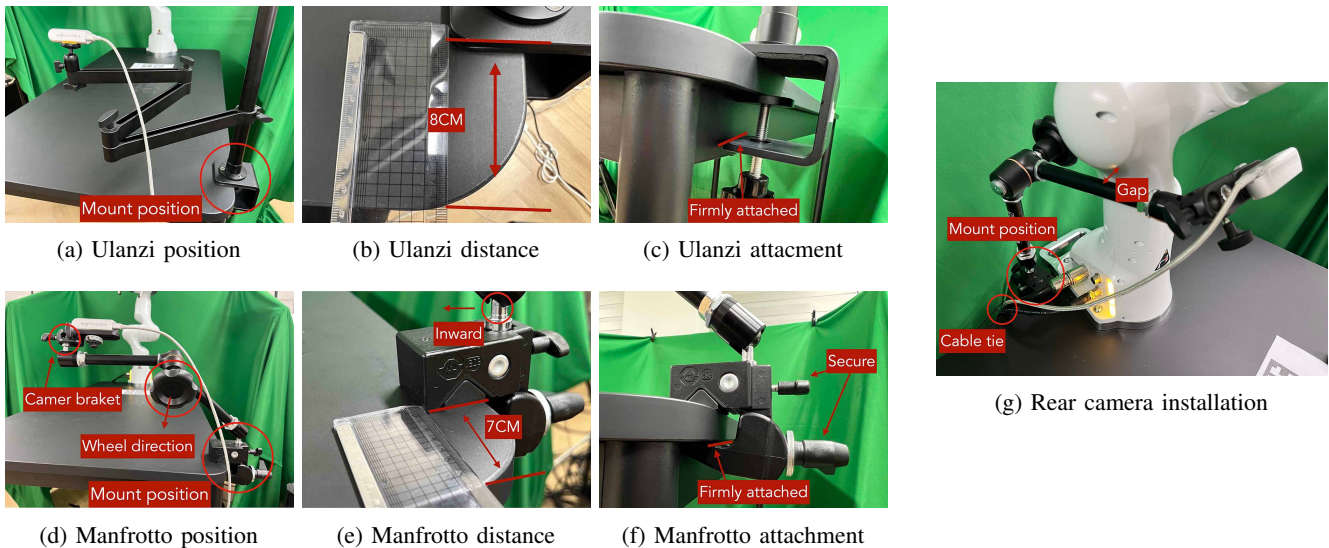 Mount position
(a) Ulanzi position
8CM
(b) Ulanzi distance
Firmly attached
(c) Ulanzi attacment
Camer braket
Wheel direction
Mount position
(d) Manfrotto position
Inward
7CM
(e) Manfrotto distance
Secure
Firmly attached
(f) Manfrotto attachment
Gap
Mount position
Cable tie
(g) Rear camera installation